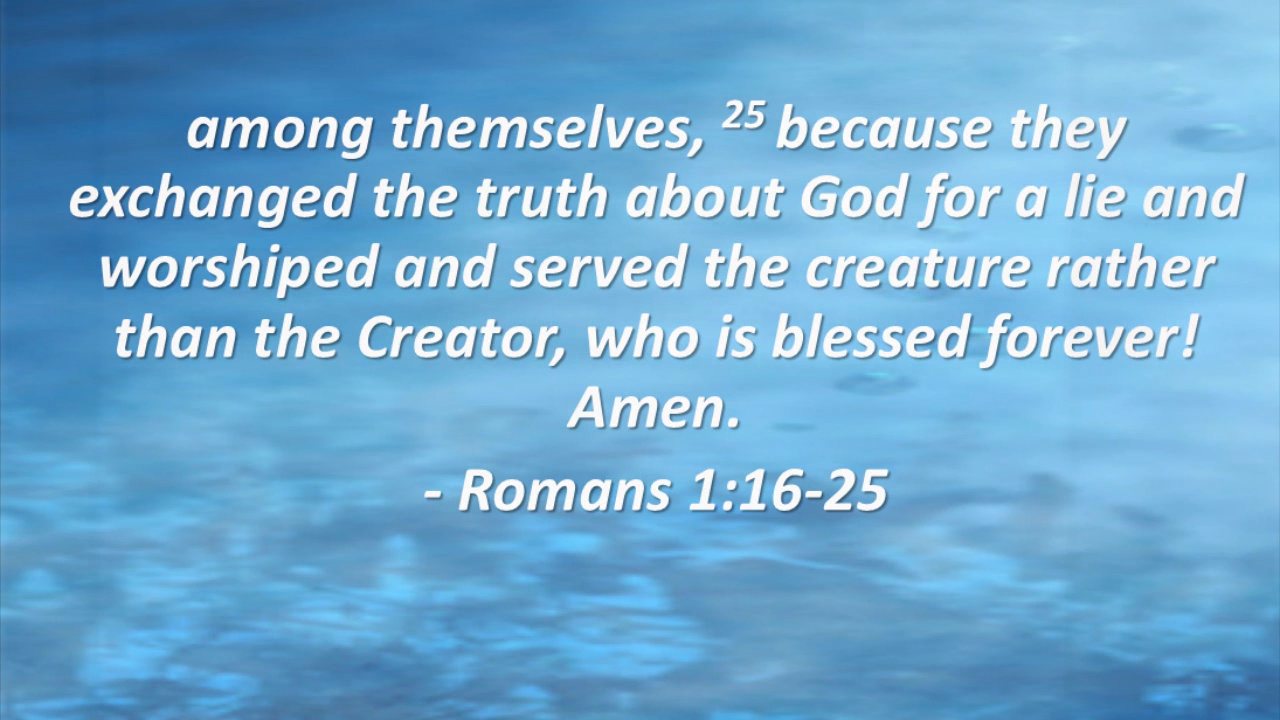 among themselves, 25 because they
exchanged the truth about God for a lie and
worshiped and served the creature rather
than the Creator, who is blessed forever!
Amen.
- Romans 1:16-25